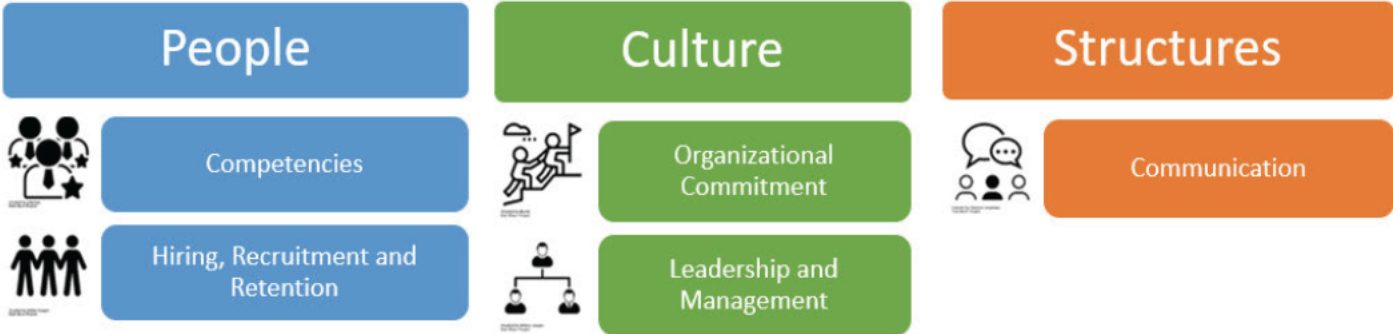 People
Competencies
Hiring, Recruitment and
Retention
Culture
Organizational
Commitment
Leadership and
Management
Structures
Communication